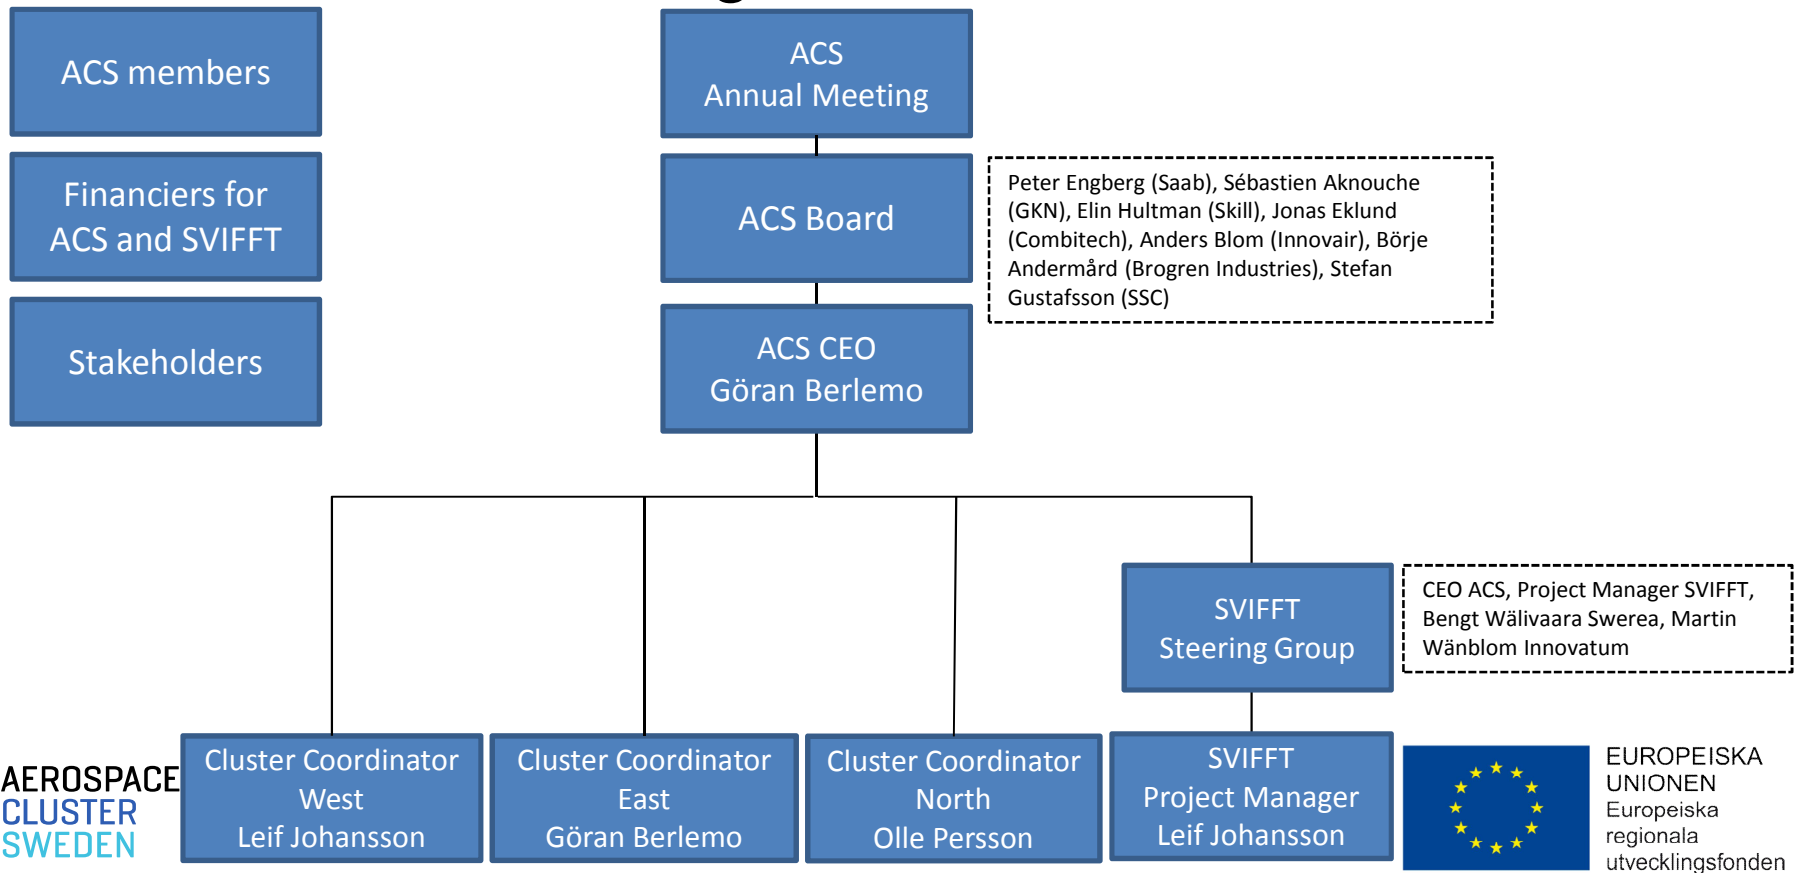 ACS members
Financiers for
ACS and SVIFFT
Stakeholders
ACS
Annual Meeting
ACS Board
Peter Engberg (Saab), Sébastien Aknouche
(GKN), Elin Hultman (Skill), Jonas Eklund
(Combitech), Anders Blom (Innovair), Börje
Andermård (Brogren Industries), Stefan
Gustafsson (SSC)
ACS CEO
Göran Berlemo
SVIFFT
Steering Group
CEO ACS, Project Manager SVIFFT,
Bengt Wälivaara Swerea, Martin
Wänblom Innovatum
AEROSPACE
CLUSTER
SWEDEN
Cluster Coordinator
West
Leif Johansson
Cluster Coordinator
East
Göran Berlemo
Cluster Coordinator
North
Olle Persson
SVIFFT
Project Manager
Leif Johansson
EUROPEISKA
UNIONEN
Europeiska
regionala
utvecklingsfonden